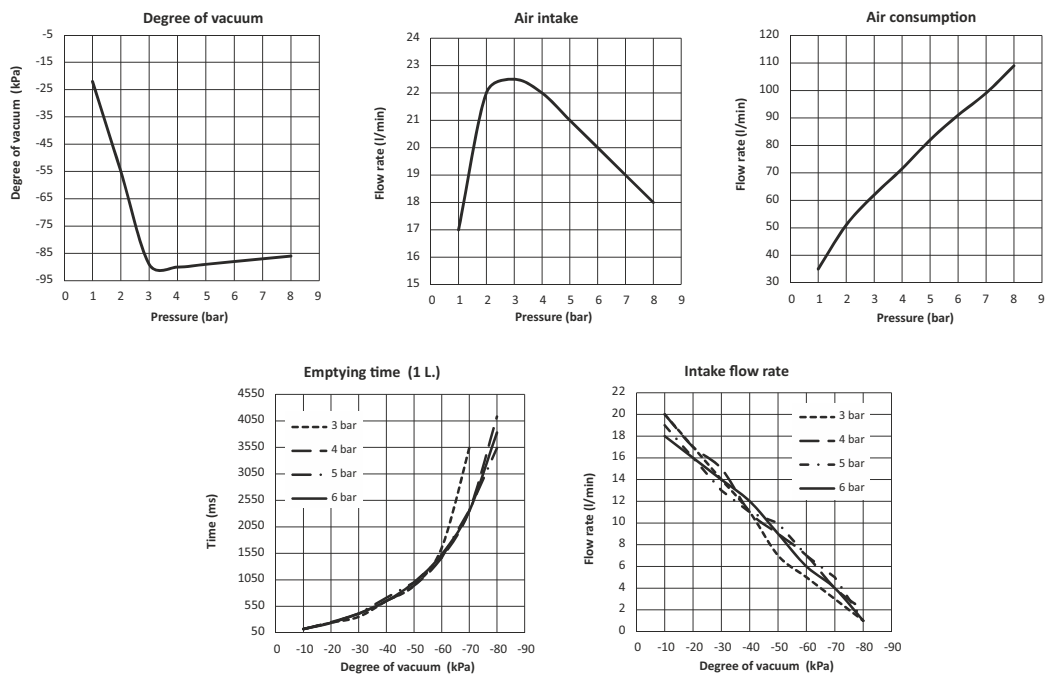 Degree of vacuum
-5
-15
-25
-35
-45
-55
-65
-75
-85
-95
Degree of vacuum (kPa)
0 1 2 3 4 5 6 7 8 9
Pressure (bar)
Air intake
24
23
22
21
20
19
18
17
16
15
Flow rate (l/min)
0 1 2 3 4 5 6 7 8 9
Pressure (bar)
Air consumption
120
110
100
90
80
70
60
50
40
30
Flow rate (l/min)
0 1 2 3 4 5 6 7 8 9
Pressure (bar)
Emptying time (1 L.)
4550
4050
3550
3050
2550
2050
1550
1050
550
50
Time (ms)
3 bar
4 bar
5 bar
6 bar
0 -10 -20 -30 -40 -50 -60 -70 -80 -90
Degree of vacuum (kPa)
Intake flow rate
22
20
18
16
14
12
10
8
6
4
2
0
Flow rate (l/min)
3 bar
4 bar
5 bar
6 bar
0 -10 -20 -30 -40 -50 -60 -70 -80 -90
Degree of vacuum (kPa)